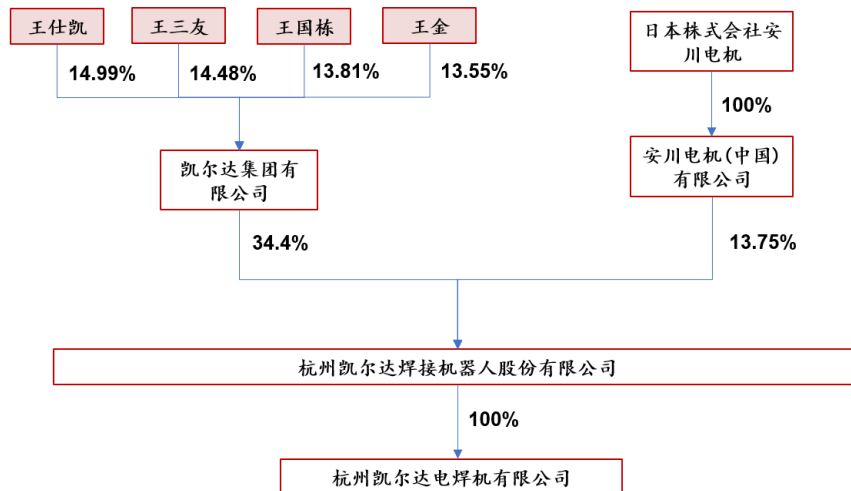 王仕凯 王三友 王国栋 王金
日本株式会社安
川电机
14.99% 14.48% 13.81% 13.55%
100%
凯尔达集团有
限公司
安川电机(中国)
有限公司
34.4% 13.75%
杭州凯尔达焊接机器人股份有限公司
100%
杭州凯尔达电焊机有限公司